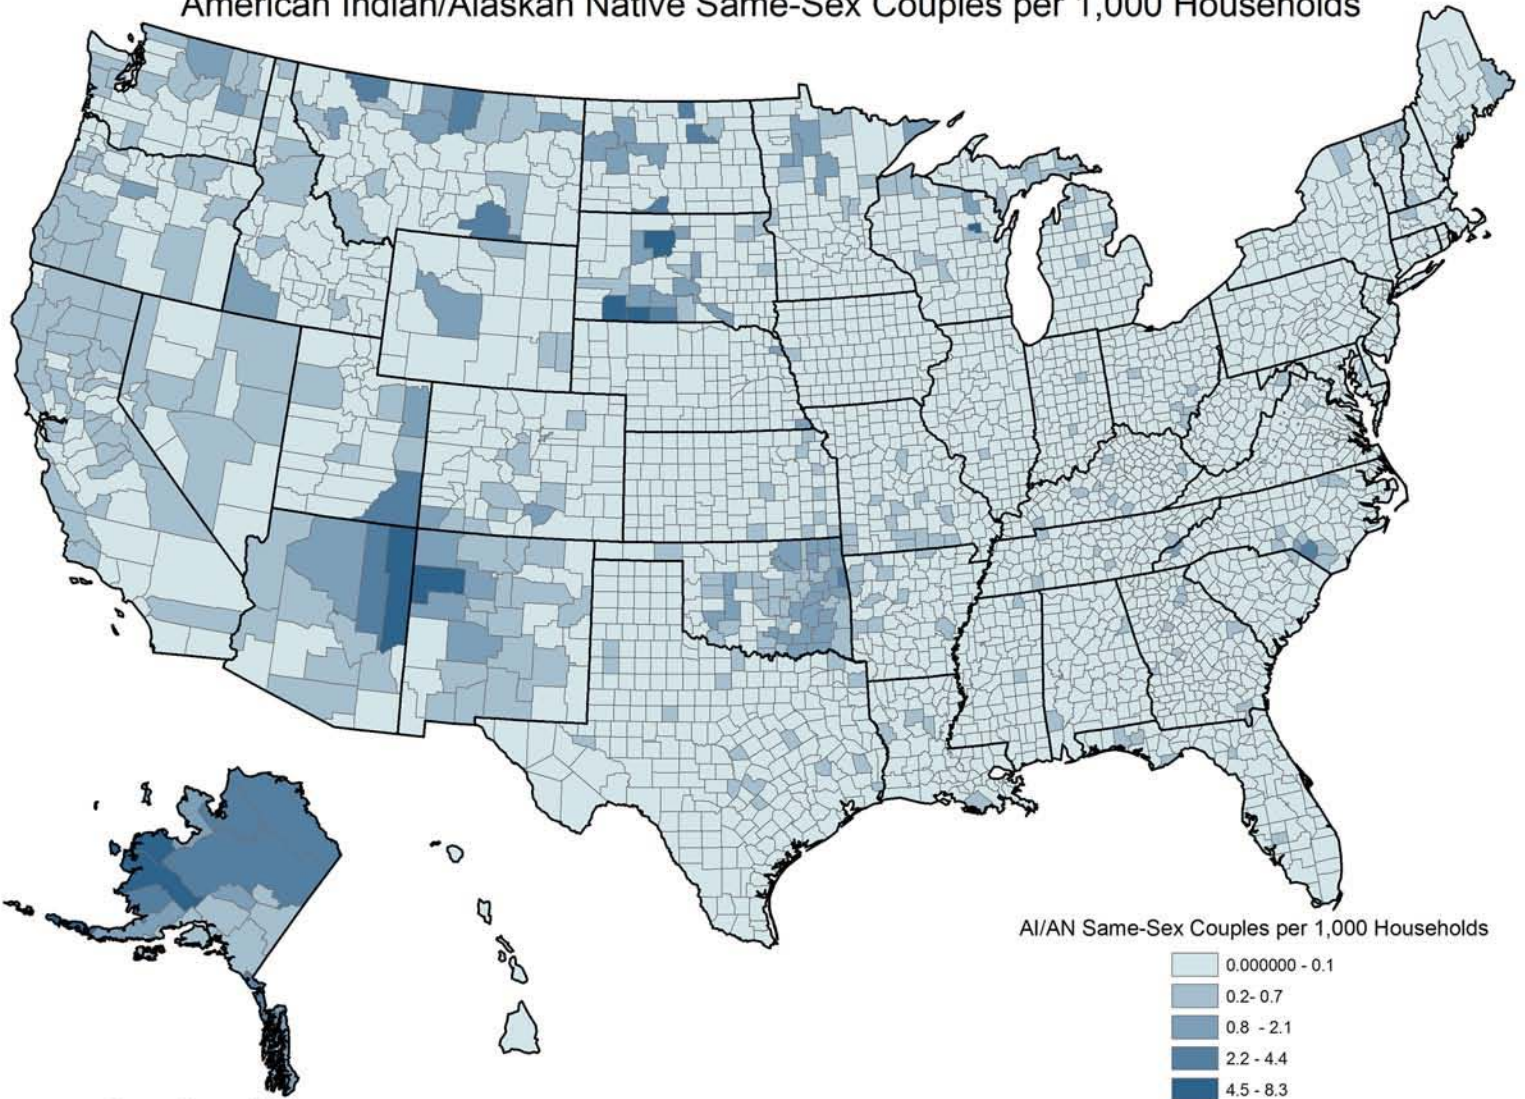 American Indian/Alaskan Native Same-Sex Couples per 1,000 Households
AI/AN Same-Sex Couples per 1,000 Households
0.000000 - 0.1
0.2- 0.7
0.8 - 2.1
2.2 - 4.4
4.5 - 8.3